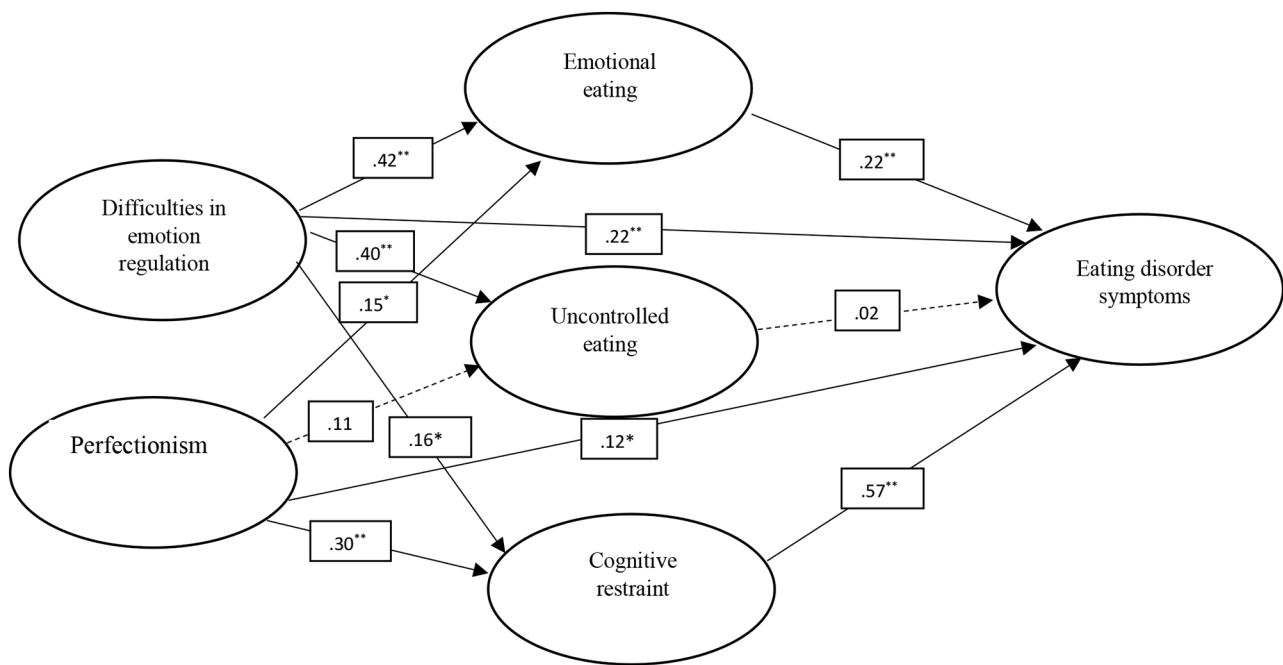 Emotional
eating
.42**
.22**
Difficulties in
emotion
regulation
.22**
.40**
Eating disorder
symptoms
.15*
Uncontrolled
eating
.02
.11
Perfectionism
.16*
.12*
.57**
.30**
Cognitive
restraint